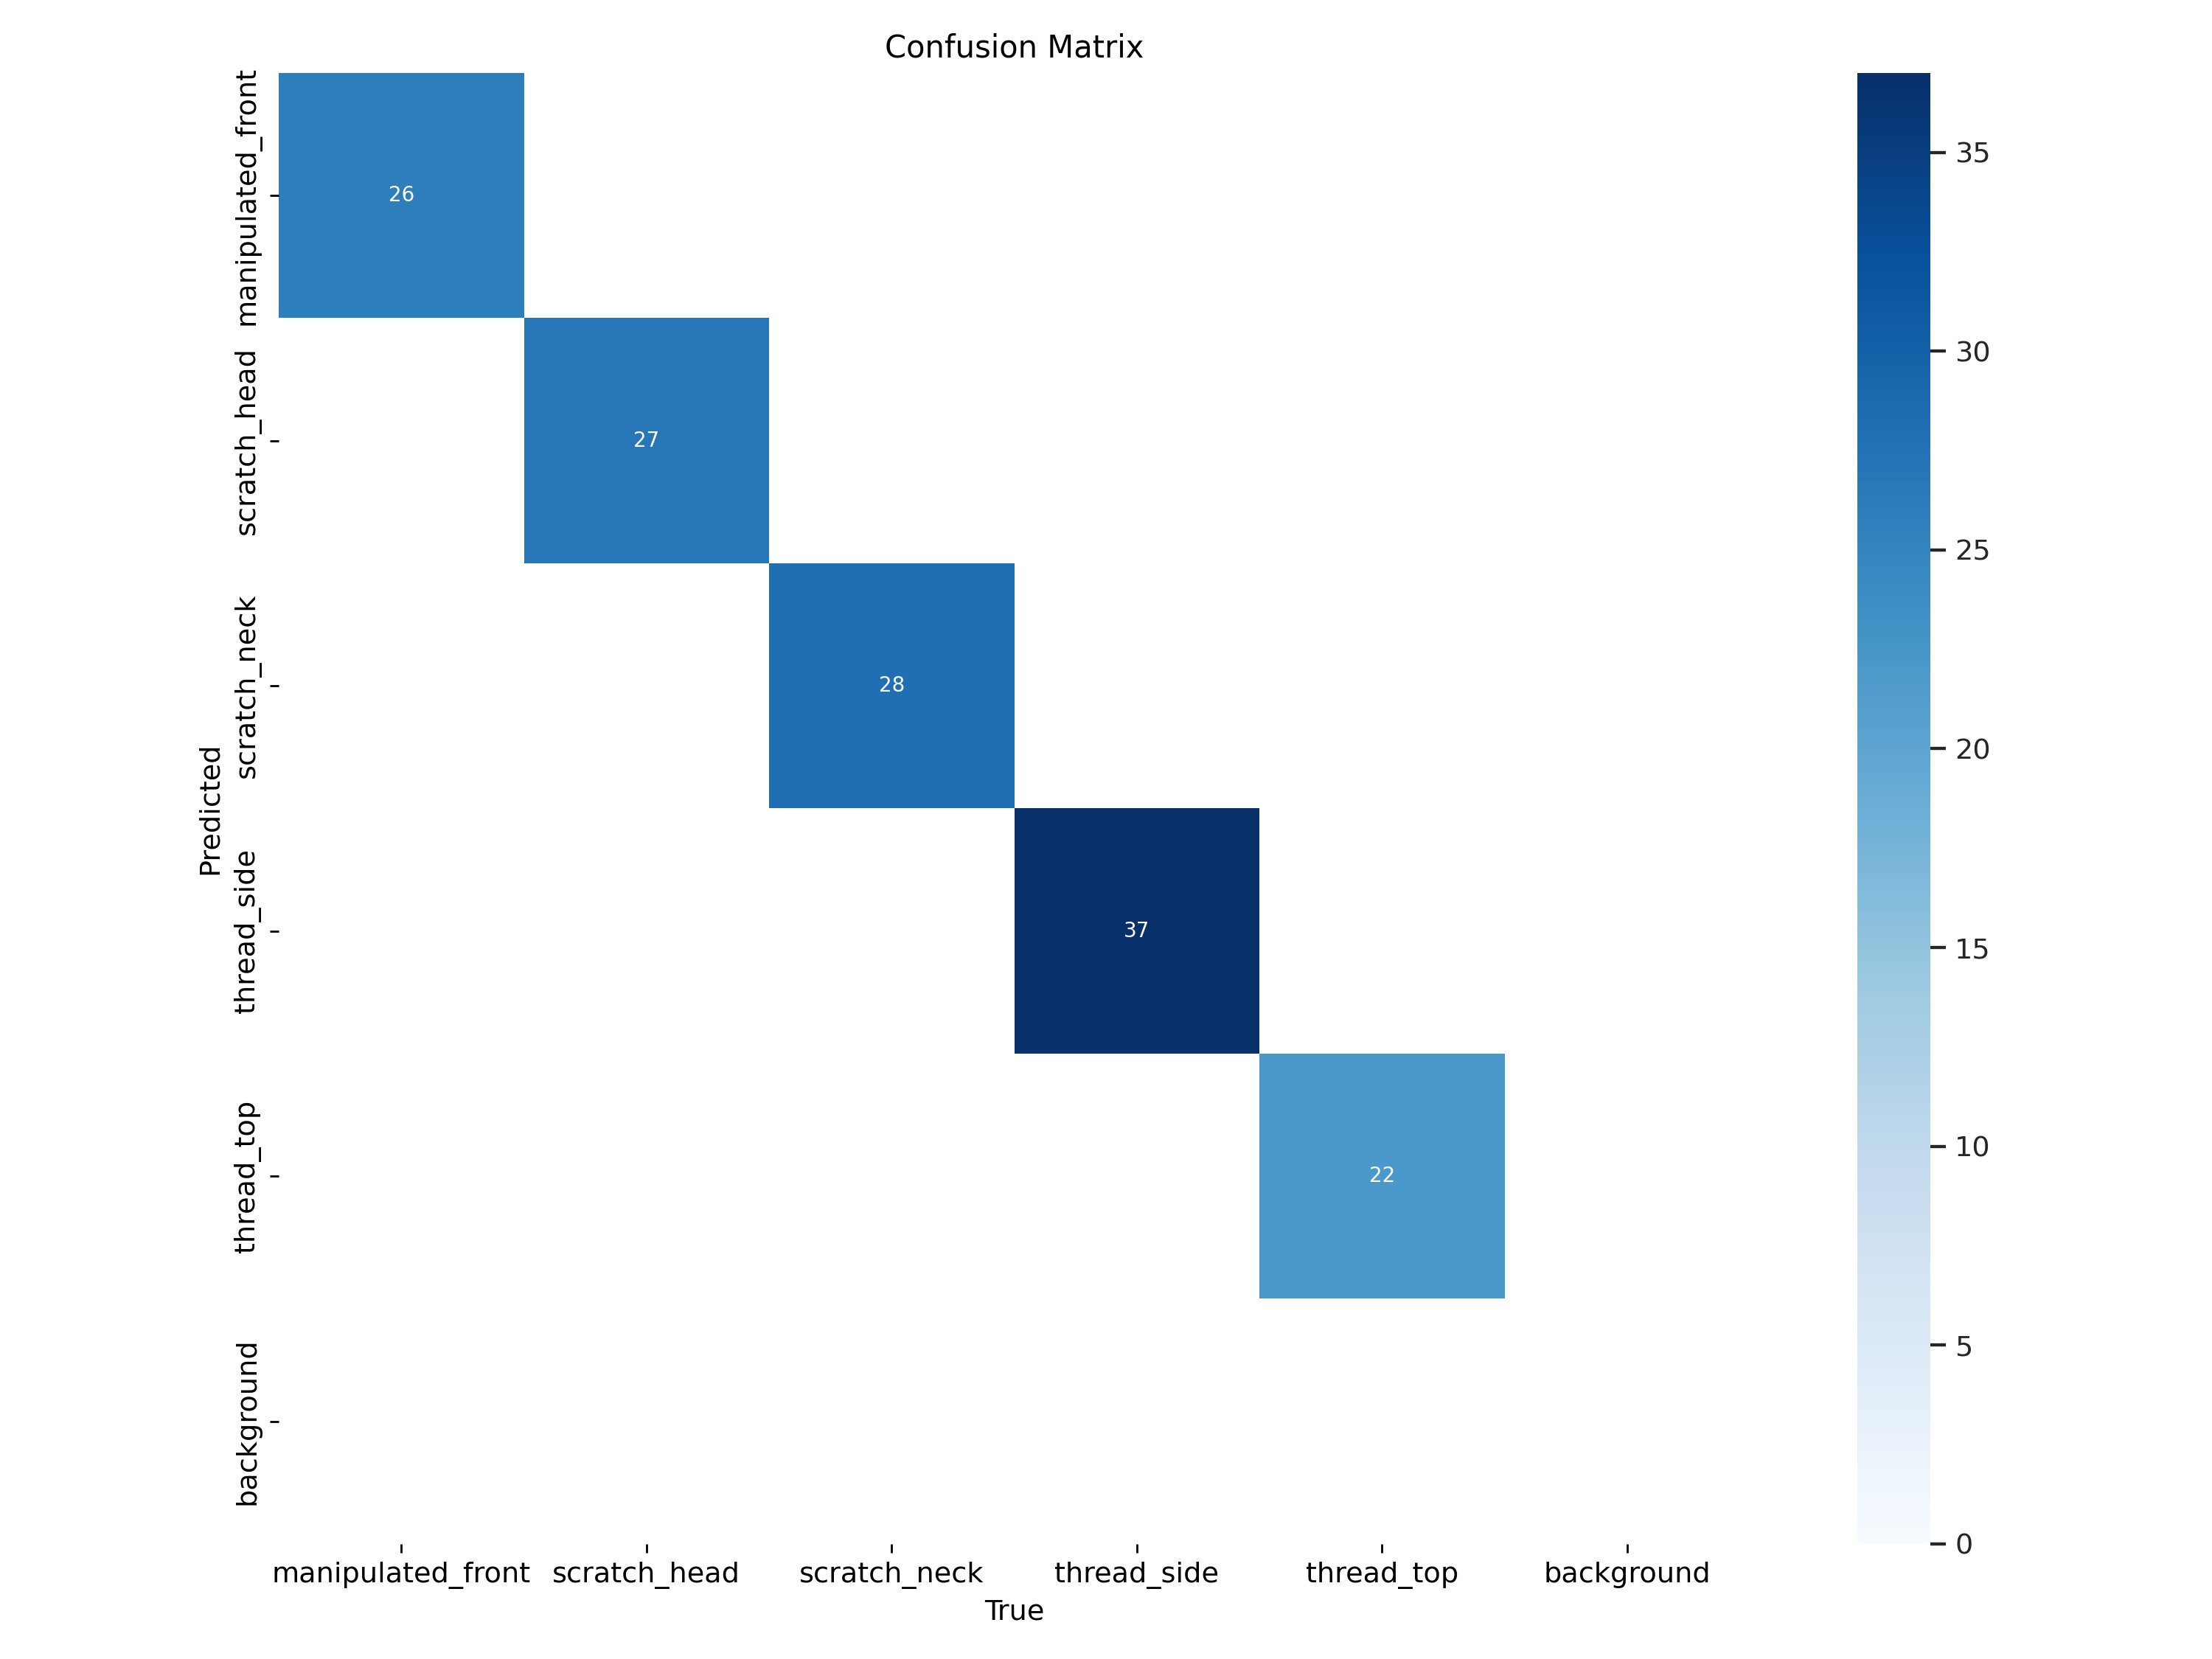 Confusion Matrix
manipulated_front
scratch_head
scratch_neck
thread_side
thread_top
background
Predicted
26
27
28
37
22
manipulated_front scratch_head scratch_neck thread_side thread_top background
True
35
30
25
20
15
10
5
0